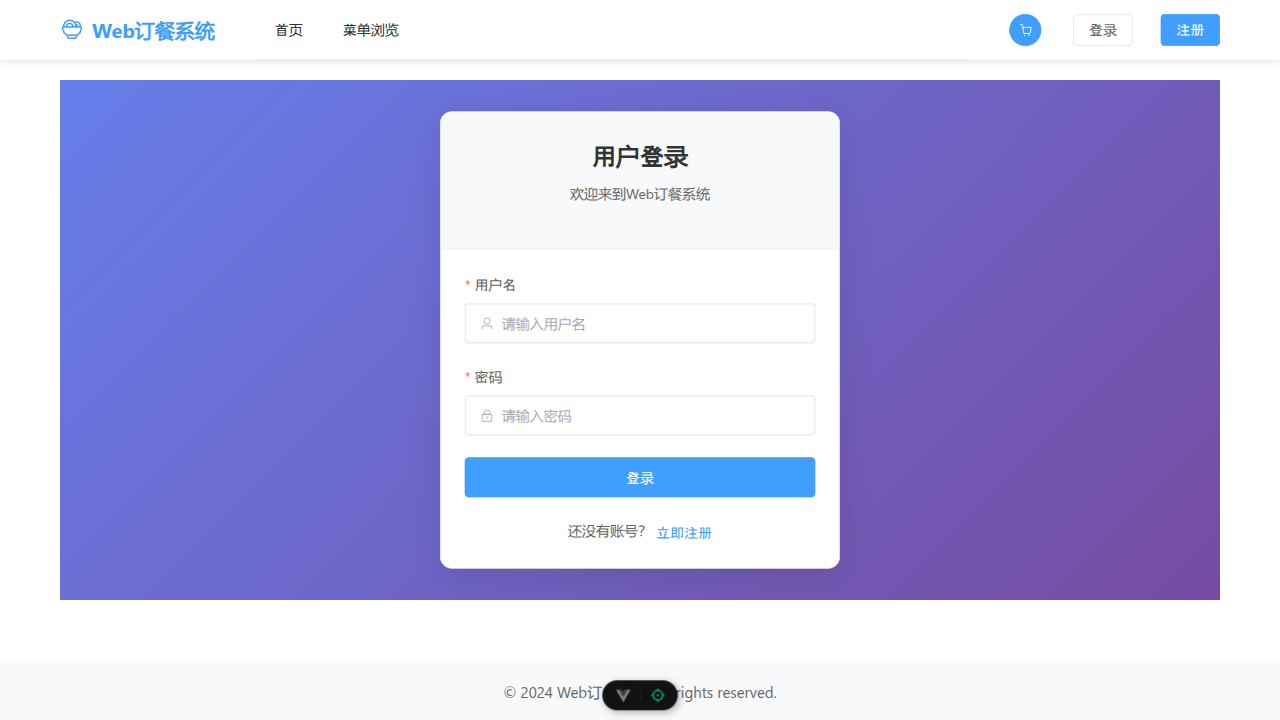 Web订餐系统
首页
菜单浏览
登录
注册
用户登录
欢迎来到Web订餐系统
* 用户名
请输入用户名
* 密码
请输入密码
登录
还没有账号? 立即注册
© 2024 Web订 rights reserved.